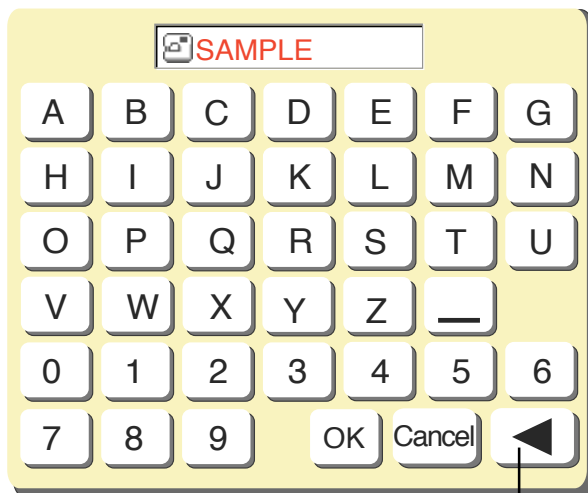 SAMPLE
A B C D E F G
H I J K L M N
O P Q R S T U
V W X Y Z _
0 1 2 3 4 5 6
7 8 9 OK Cancel ◀